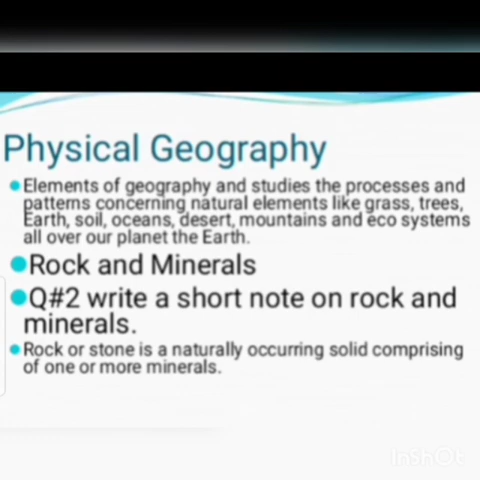 Physical Geography
Elements of geography and studies the processes and
patterns concerning natural elements like grass, trees,
Earth, soil, oceans, desert, mountains and eco systems
all over our planet the Earth.
Rock and Minerals
Q#2 write a short note on rock and
minerals.
Rock or stone is a naturally occurring solid comprising
of one or more minerals.
InShOt